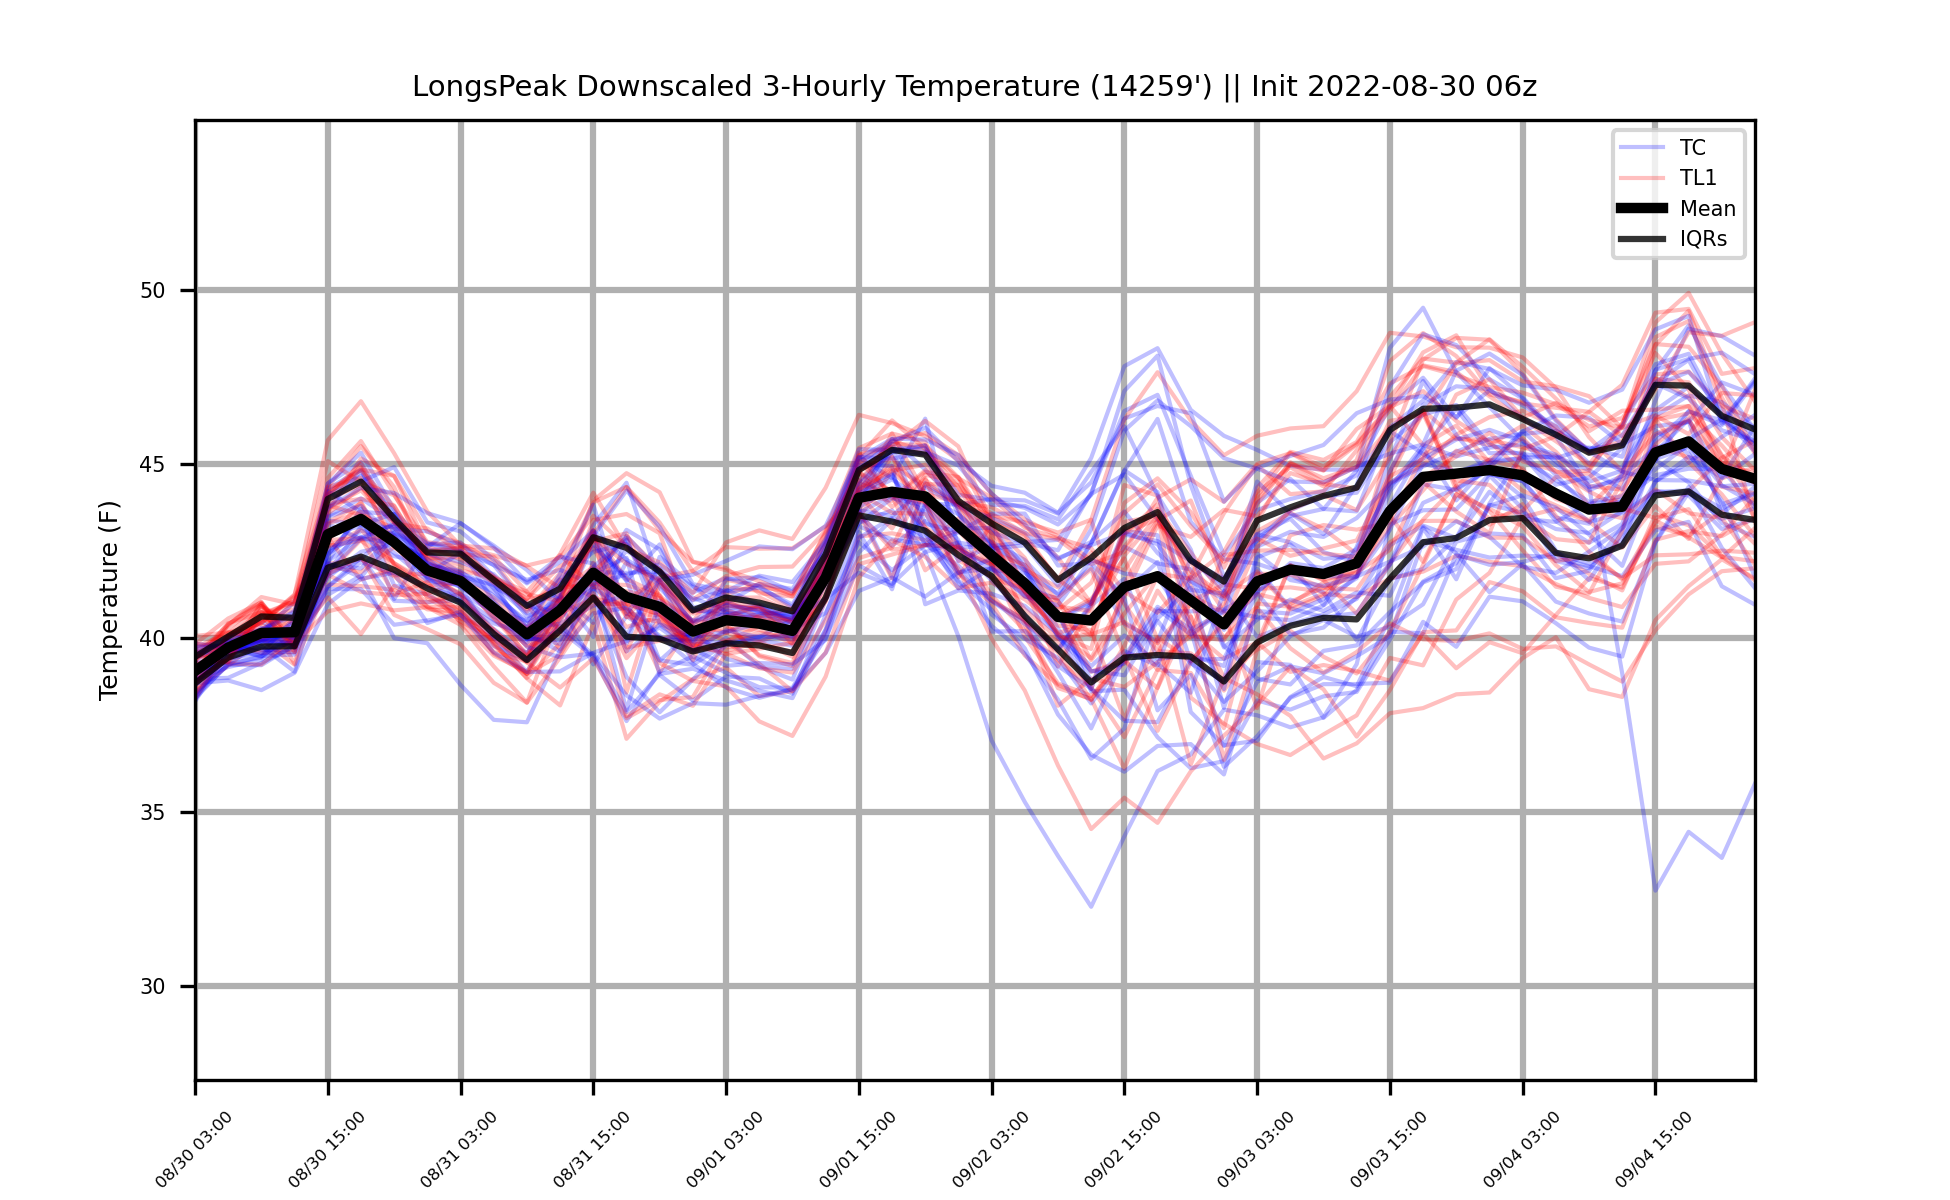 LongsPeak Downscaled 3-Hourly Temperature (14259') || Init 2022-08-30 06z
TC
TL1
Mean
IQRs
Temperature (F)
50
45
40
35
30
08/30 03:00
08/30 15:00
08/31 03:00
08/31 15:00
09/01 03:00
09/01 15:00
09/02 03:00
09/02 15:00
09/03 03:00
09/03 15:00
09/04 03:00
09/04 15:00